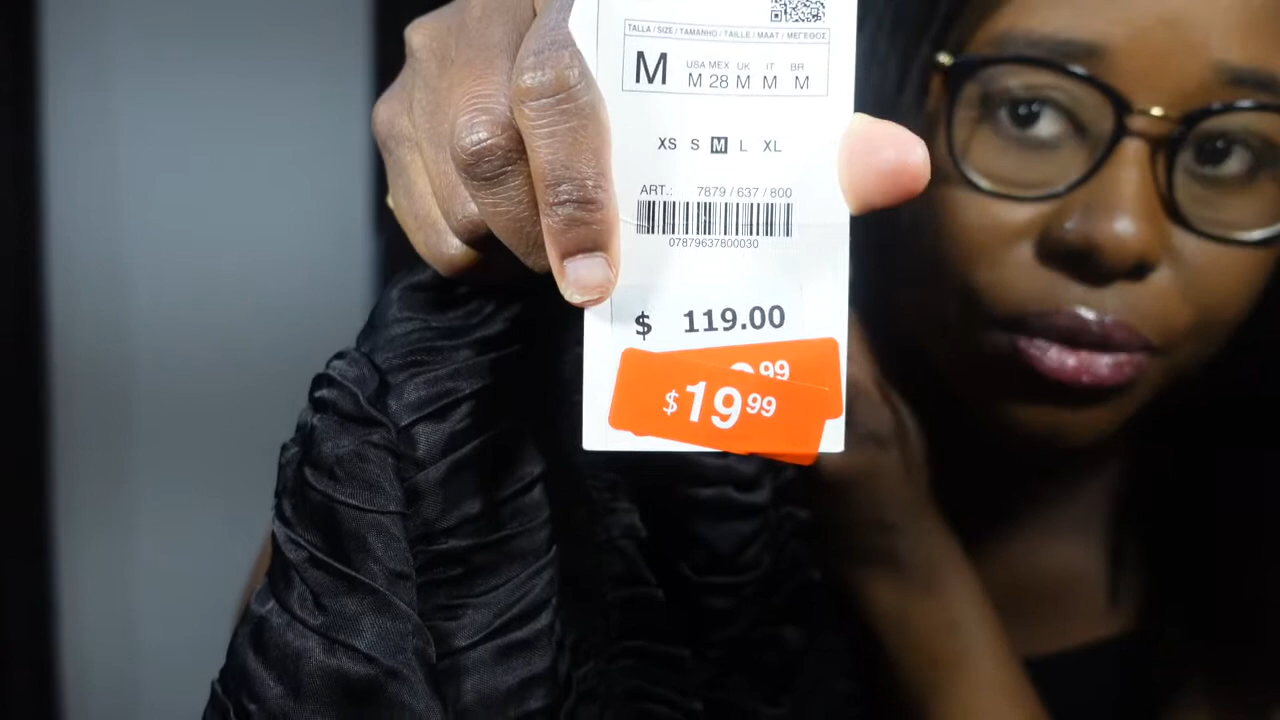 TALLA / SIZE / TAMANHO / TAILLE / MAAT / ΜΕΓΕΘΟΣ
M
USA MEX UK IT BR
M 28 M M M
XS S M L XL
ART.: 7879 / 637 / 800
07879637800030
$ 119.00
99
$19.99